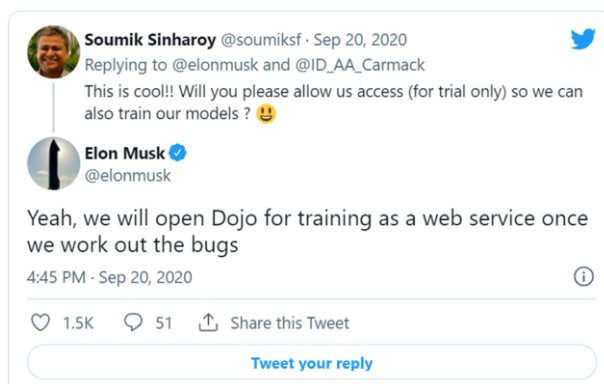 Soumik Sinharoy @soumiksf · Sep 20, 2020
Replying to @elonmusk and @ID_AA_Carmack
This is cool!! Will you please allow us access (for trial only) so we can
also train our models ? 😃
Elon Musk
@elonmusk
Yeah, we will open Dojo for training as a web service once
we work out the bugs
4:45 PM · Sep 20, 2020
1.5K 51 Share this Tweet
Tweet your reply